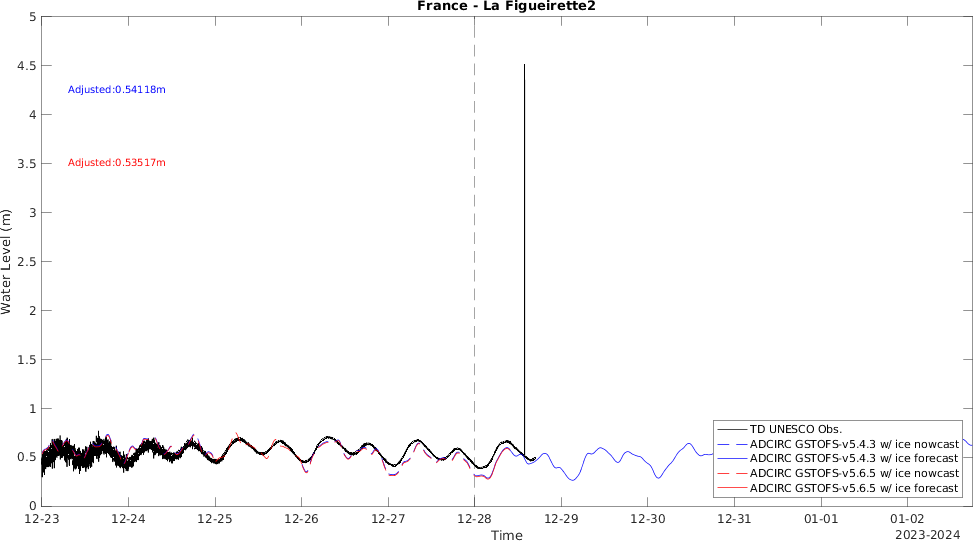 France - La Figueirette2
5
4.5
4
3.5
3
2.5
2
1.5
1
0.5
0
Water Level (m)
Adjusted:0.54118m
Adjusted:0.53517m
TD UNESCO Obs.
ADCIRC GSTOFS-v5.4.3 w/ ice nowcast
ADCIRC GSTOFS-v5.4.3 w/ ice forecast
ADCIRC GSTOFS-v5.6.5 w/ ice nowcast
ADCIRC GSTOFS-v5.6.5 w/ ice forecast
12-23 12-24 12-25 12-26 12-27 12-28 12-29 12-30 12-31 01-01 01-02
Time
2023-2024